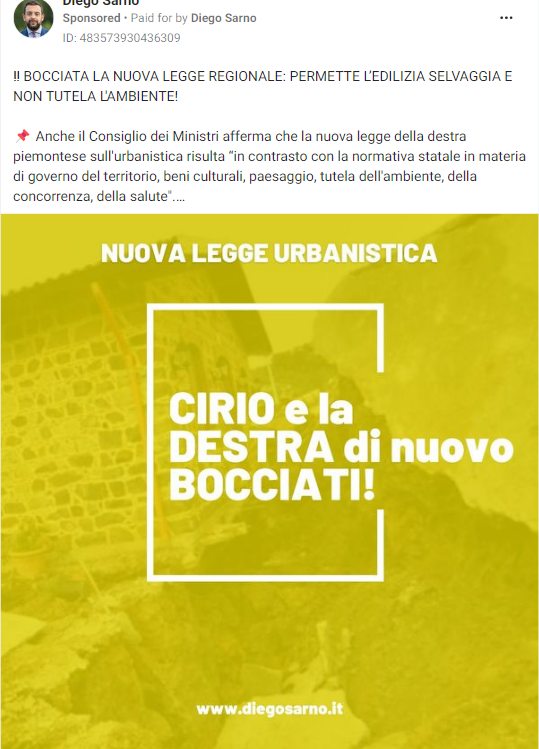 Diego Sarno
Sponsored • Paid for by Diego Sarno
ID: 483573930436309
‼ BOCCIATA LA NUOVA LEGGE REGIONALE: PERMETTE L'EDILIZIA SELVAGGIA E
NON TUTELA L'AMBIENTE!
📌 Anche il Consiglio dei Ministri afferma che la nuova legge della destra
piemontese sull'urbanistica risulta “in contrasto con la normativa statale in materia
di governo del territorio, beni culturali, paesaggio, tutela dell'ambiente, della
concorrenza, della salute"....
NUOVA LEGGE URBANISTICA
CIRIO e la
DESTRA di nuovo
BOCCIATI!
www.diegosarno.it